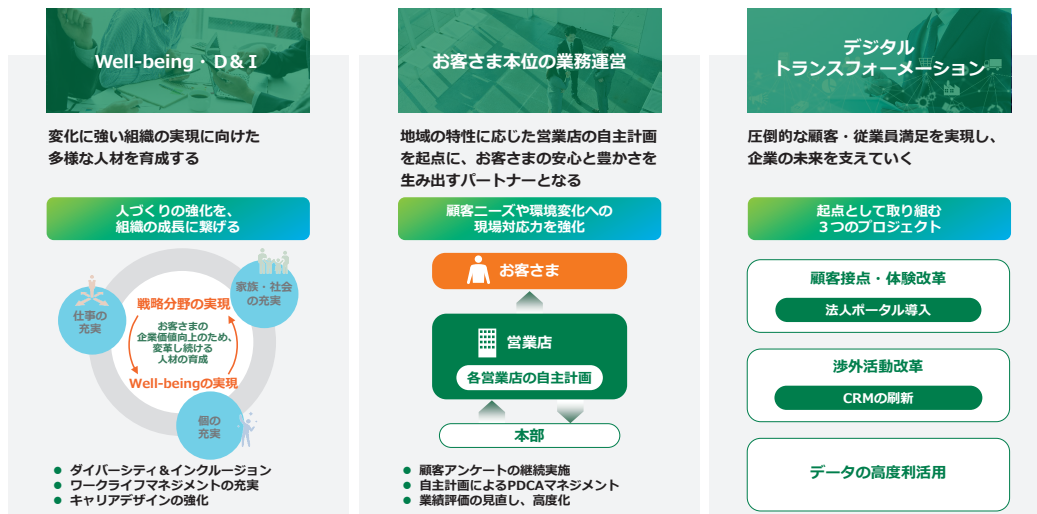 Well-being・D&I
変化に強い組織の実現に向けた
多様な人材を育成する
人づくりの強化を、
組織の成長に繋げる
家族・社会
の充実
仕事の
充実
戦略分野の実現
お客さまの
企業価値向上のため、
変革し続ける
人材の育成
Well-beingの実現
個の
充実
● ダイバーシティ&インクルージョン
● ワークライフマネジメントの充実
● キャリアデザインの強化
お客さま本位の業務運営
地域の特性に応じた営業店の自主計画
を起点に、お客さまの安心と豊かさを
生み出すパートナーとなる
顧客ニーズや環境変化への
現場対応力を強化
お客さま
営業店
各営業店の自主計画
本部
● 顧客アンケートの継続実施
● 自主計画によるPDCAマネジメント
● 業績評価の見直し、高度化
デジタル
トランスフォーメーション
圧倒的な顧客・従業員満足を実現し、
企業の未来を支えていく
起点として取り組む
3つのプロジェクト
顧客接点・体験改革
法人ポータル導入
渉外活動改革
CRMの刷新
データの高度利活用